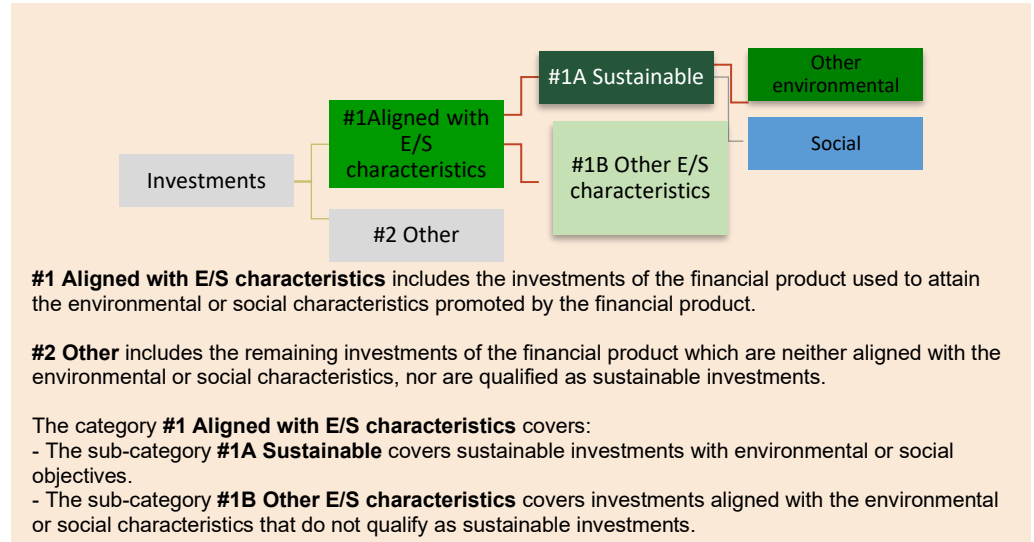 #1A Sustainable
Other
environmental
#1Aligned with
E/S
characteristics
Social
#1B Other E/S
characteristics
Investments
#2 Other
#1 Aligned with E/S characteristics includes the investments of the financial product used to attain
the environmental or social characteristics promoted by the financial product.
#2 Other includes the remaining investments of the financial product which are neither aligned with the
environmental or social characteristics, nor are qualified as sustainable investments.
The category #1 Aligned with E/S characteristics covers:
- The sub-category #1A Sustainable covers sustainable investments with environmental or social
objectives.
- The sub-category #1B Other E/S characteristics covers investments aligned with the environmental
or social characteristics that do not qualify as sustainable investments.